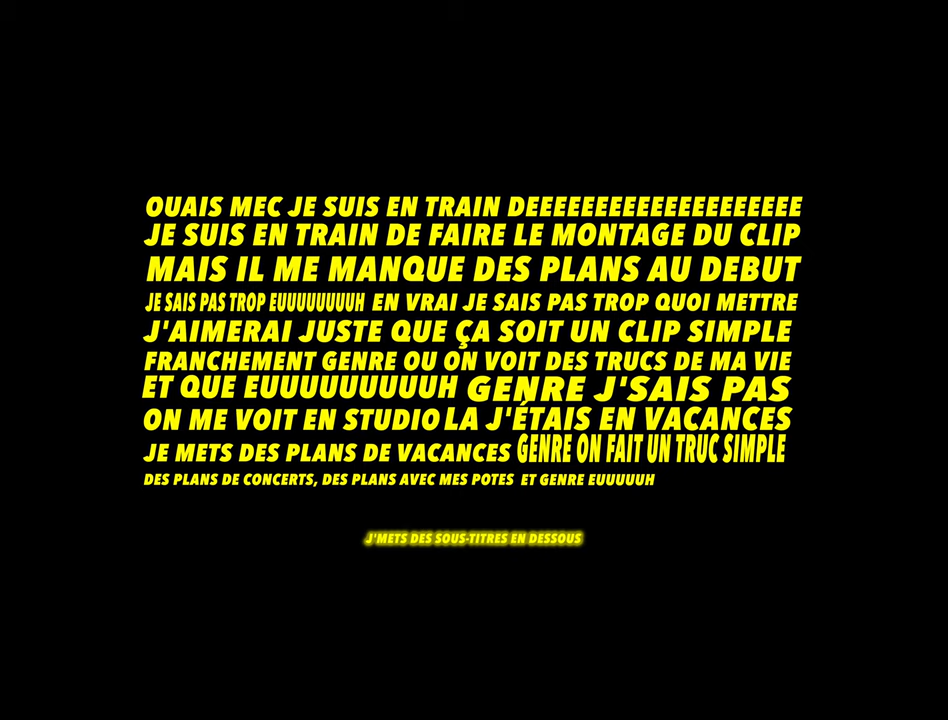 OUAIS MEC JE SUIS EN TRAIN DEEEEEEEEEEEEEEEEEEEE
JE SUIS EN TRAIN DE FAIRE LE MONTAGE DU CLIP
MAIS IL ME MANQUE DES PLANS AU DEBUT
JE SAIS PAS TROP EUUUUUUUUH EN VRAI JE SAIS PAS TROP QUOI METTRE
J'AIMERAI JUSTE QUE ÇA SOIT UN CLIP SIMPLE
FRANCHEMENT GENRE OU ON VOIT DES TRUCS DE MA VIE
ET QUE EUUUUUUUUUUH GENRE J'SAIS PAS
ON ME VOIT EN STUDIO LA J'ÉTAIS EN VACANCES
JE METS DES PLANS DE VACANCES GENRE ON FAIT UN TRUC SIMPLE
DES PLANS DE CONCERTS, DES PLANS AVEC MES POTES ET GENRE EUUUUUH
J'METS DES SOUS-TITRES EN DESSOUS